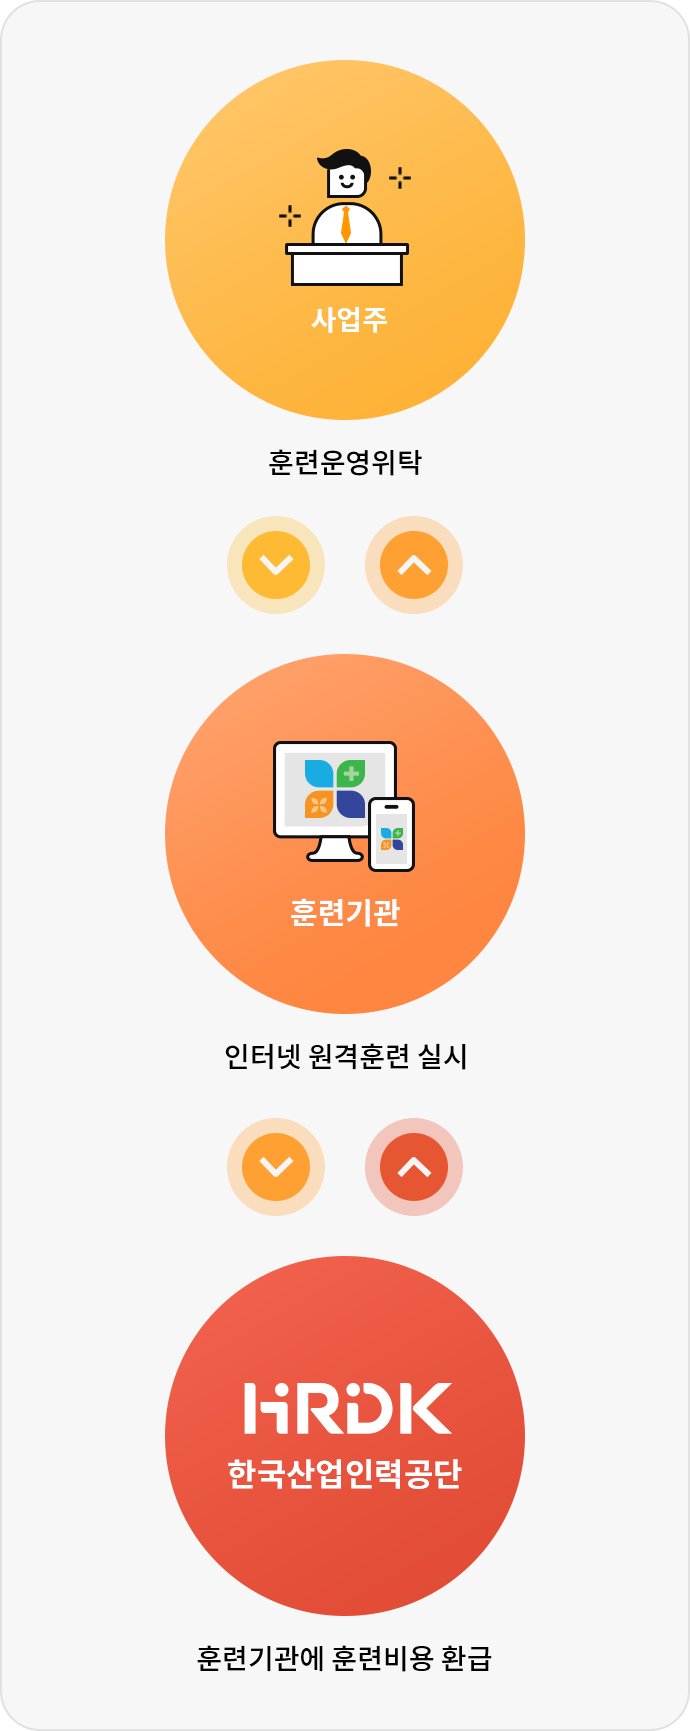 사업주
훈련운영위탁
훈련기관
인터넷 원격훈련 실시
HRDK
한국산업인력공단
훈련기관에 훈련비용 환급